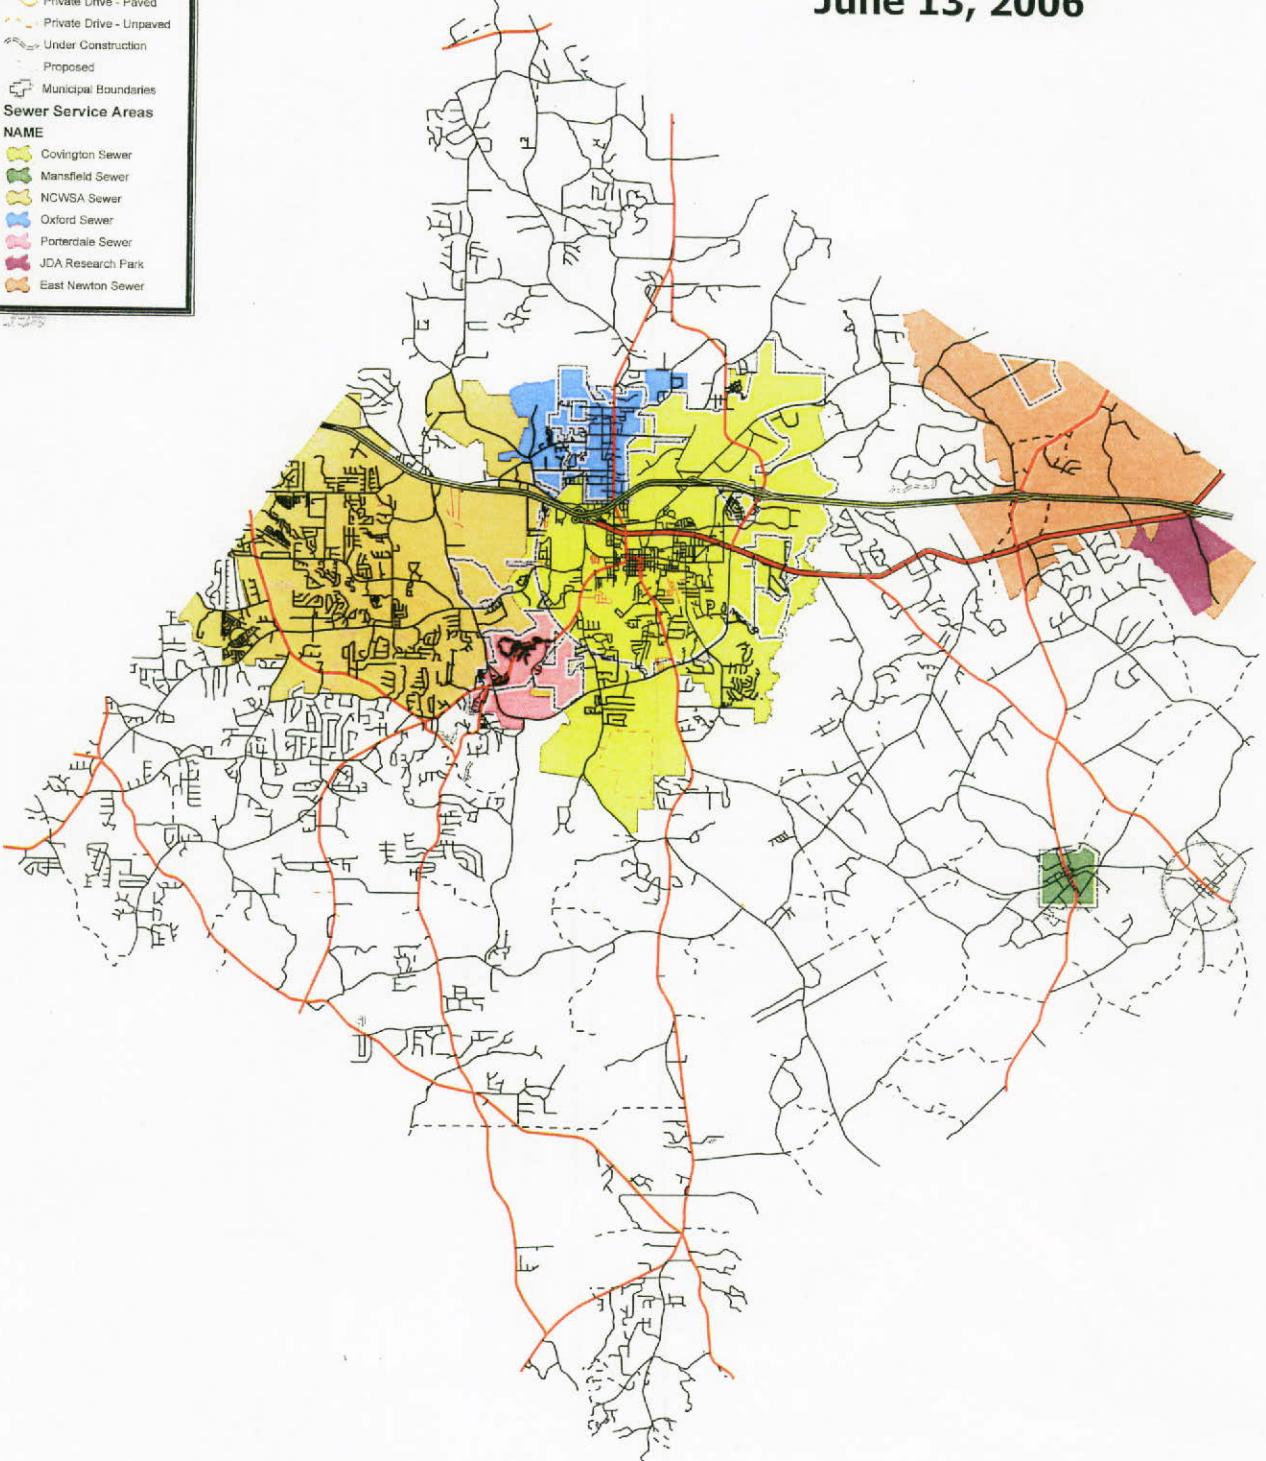 June 13, 2006
Private Drive - Paved
Private Drive - Unpaved
Under Construction
Proposed
Municipal Boundaries
Sewer Service Areas
NAME
Covington Sewer
Mansfield Sewer
NCWSA Sewer
Oxford Sewer
Porterdale Sewer
JDA Research Park
East Newton Sewer